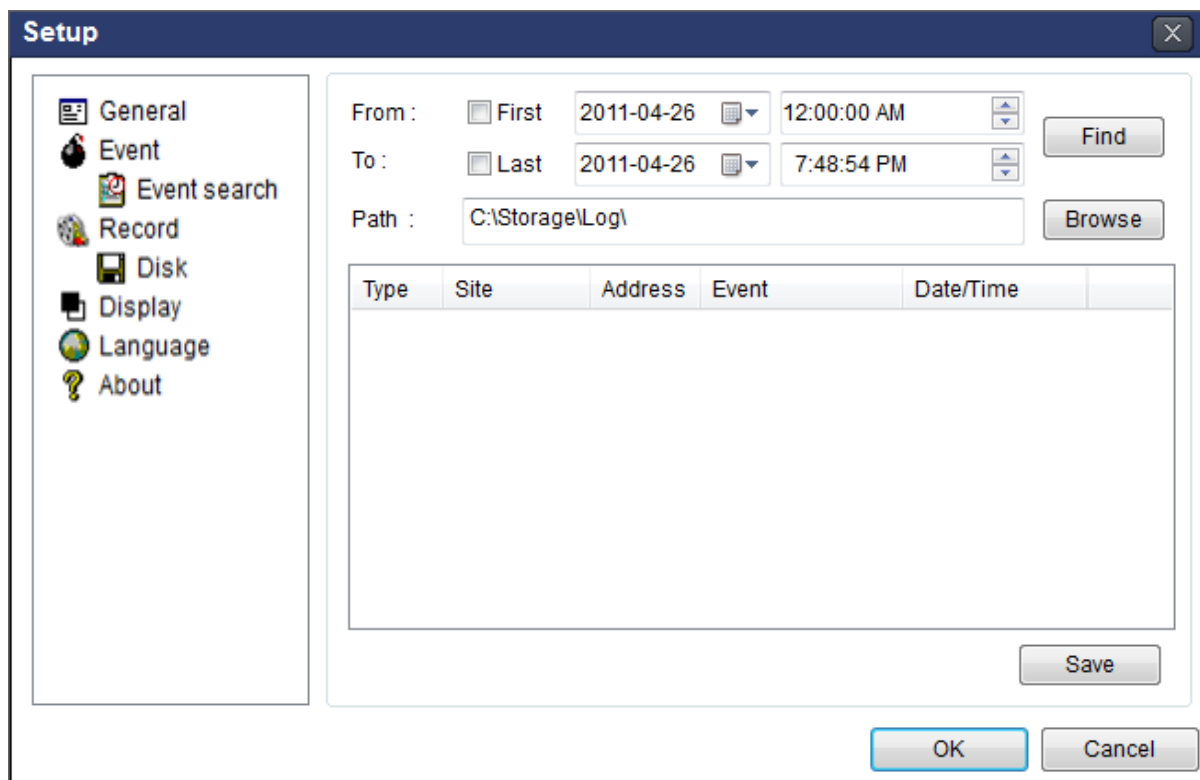 Setup
General
Event
Event search
Record
Disk
Display
Language
About
From : First 2011-04-26 12:00:00 AM Find
To : Last 2011-04-26 7:48:54 PM
Path : C:\Storage\Log\ Browse
Type Site Address Event Date/Time
Save
OK Cancel